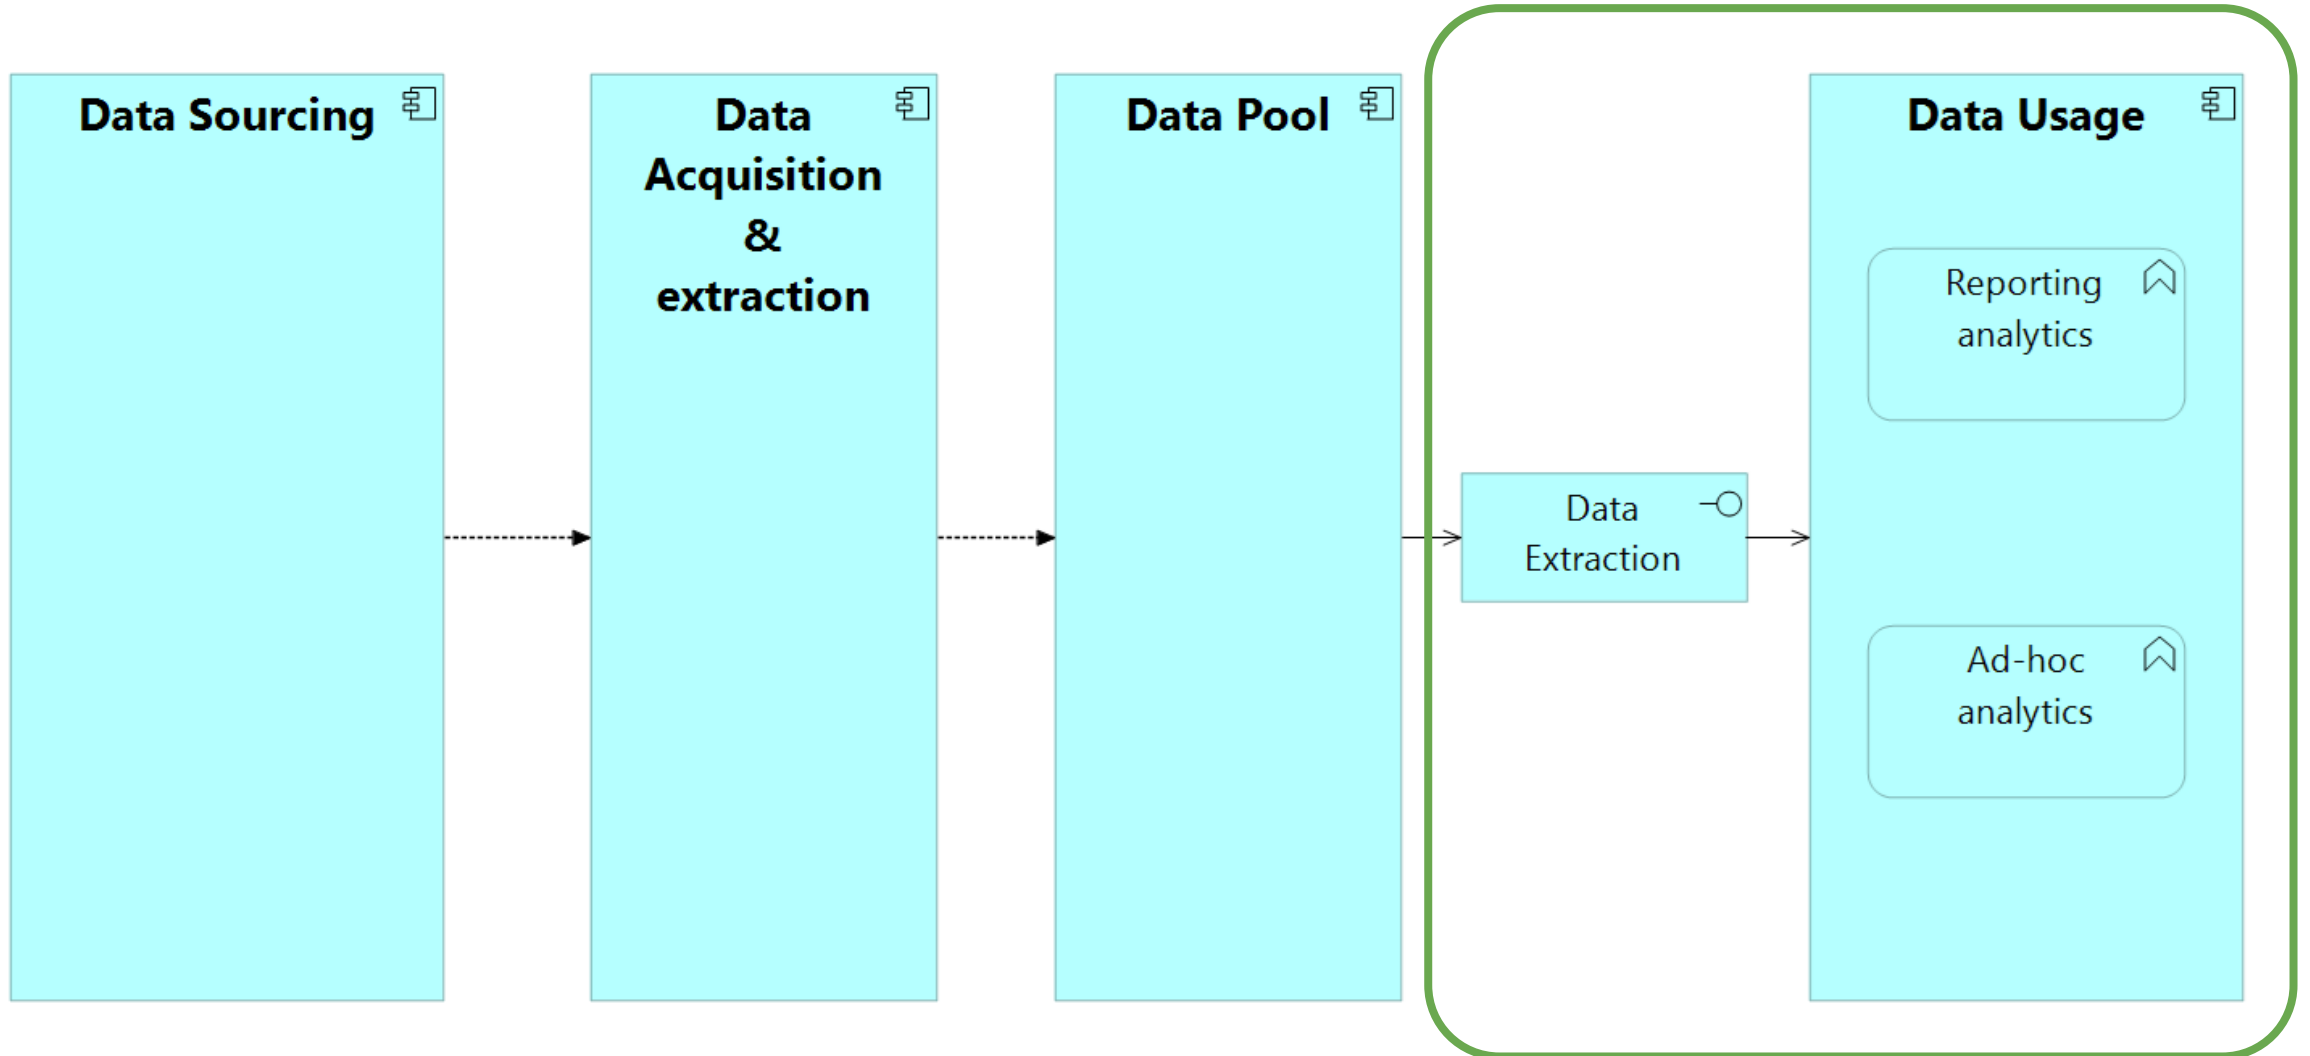 Data Sourcing
Data
Acquisition
&
extraction
Data Pool
Data
Extraction
Data Usage
Reporting
analytics
Ad-hoc
analytics